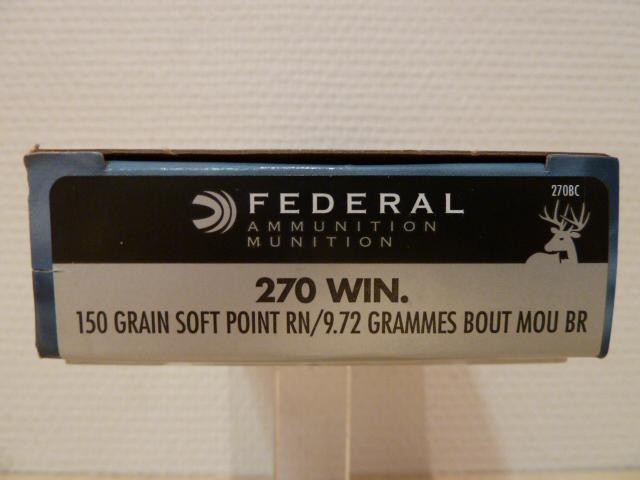 270BC
FEDERAL
AMMUNITION
MUNITION
270 WIN.
150 GRAIN SOFT POINT RN/9.72 GRAMMES BOUT MOU BR